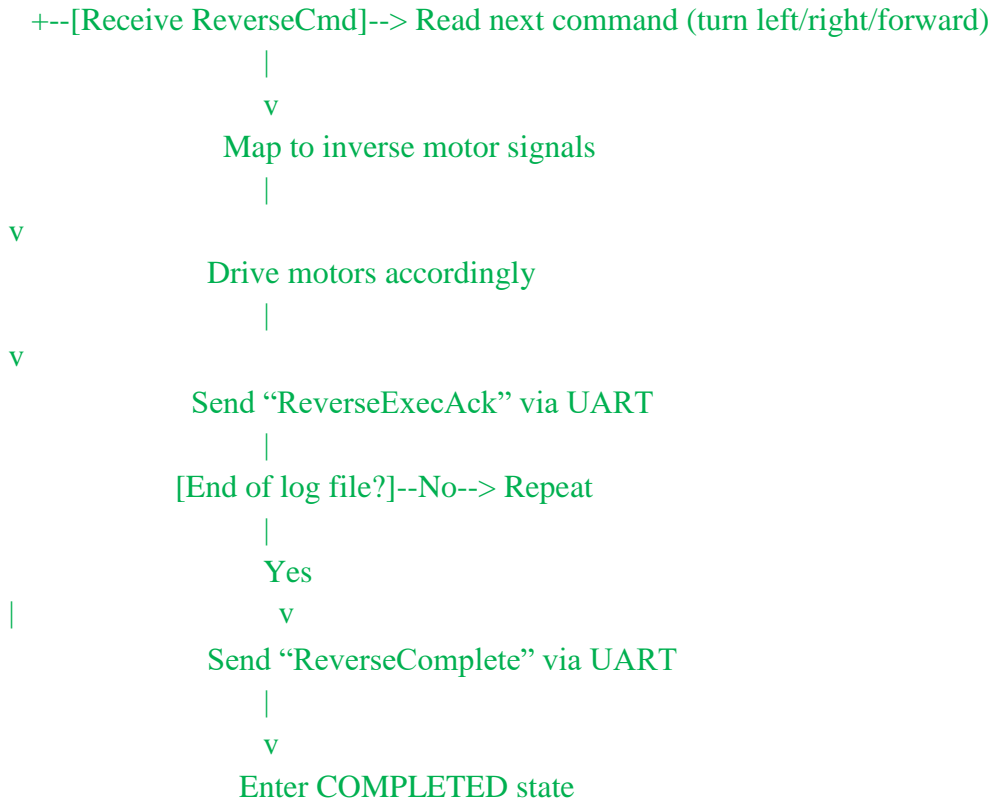 +--[Receive ReverseCmd]--> Read next command (turn left/right/forward)
|
v
Map to inverse motor signals
|
v
Drive motors accordingly
|
v
Send “ReverseExecAck” via UART
|
[End of log file?]--No--> Repeat
|
Yes
| v
Send “ReverseComplete” via UART
|
v
Enter COMPLETED state